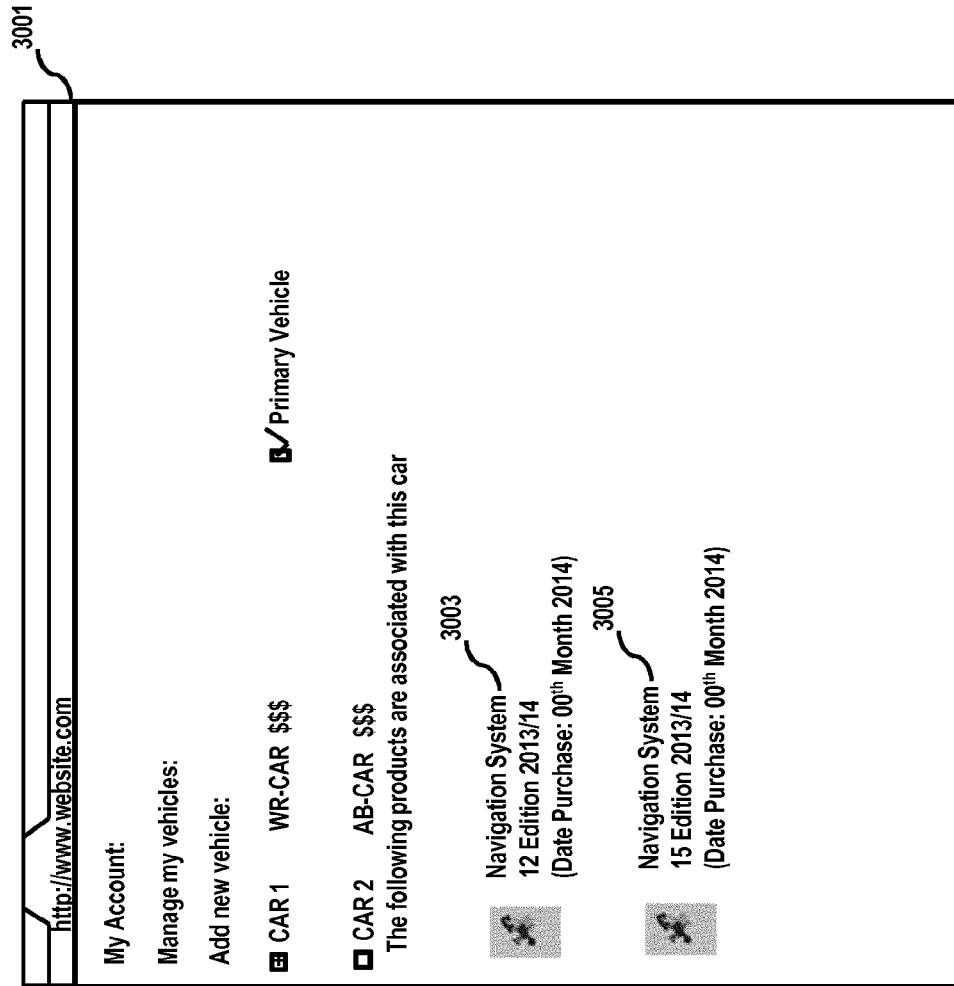 3001
http://www.website.com
My Account:
Manage my vehicles:
Add new vehicle:
CAR 1 WR-CAR $$$ Primary Vehicle
CAR 2 AB-CAR $$$
The following products are associated with this car
3003
Navigation System
12 Edition 2013/14
(Date Purchase: 00th Month 2014)
3005
Navigation System
15 Edition 2013/14
(Date Purchase: 00th Month 2014)